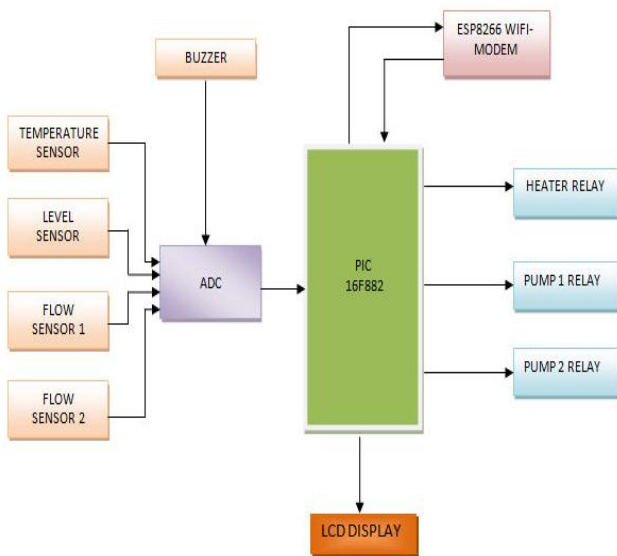 ESP8266 WIFI-
MODEM
BUZZER
TEMPERATURE
SENSOR
LEVEL
SENSOR
FLOW
SENSOR 1
FLOW
SENSOR 2
ADC
PIC
16F882
HEATER RELAY
PUMP 1 RELAY
PUMP 2 RELAY
LCD DISPLAY